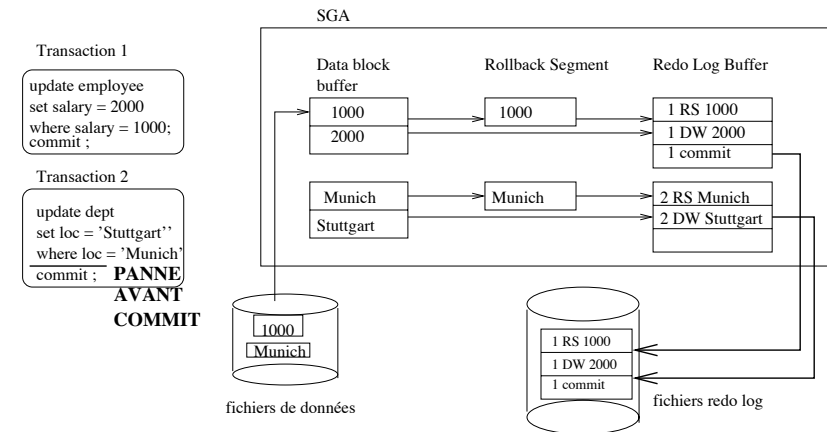 SGA
Transaction 1
update employee
set salary = 2000
where salary = 1000;
commit ;
Transaction 2
update dept
set loc = 'Stuttgart''
where loc = 'Munich'
commit ;
PANNE
AVANT
COMMIT
Data block
buffer
1000
2000
Munich
Stuttgart
Rollback Segment
1000
Munich
Redo Log Buffer
1 RS 1000
1 DW 2000
1 commit
2 RS Munich
2 DW Stuttgart
1000
Munich
fichiers de données
1 RS 1000
1 DW 2000
1 commit
fichiers redo log